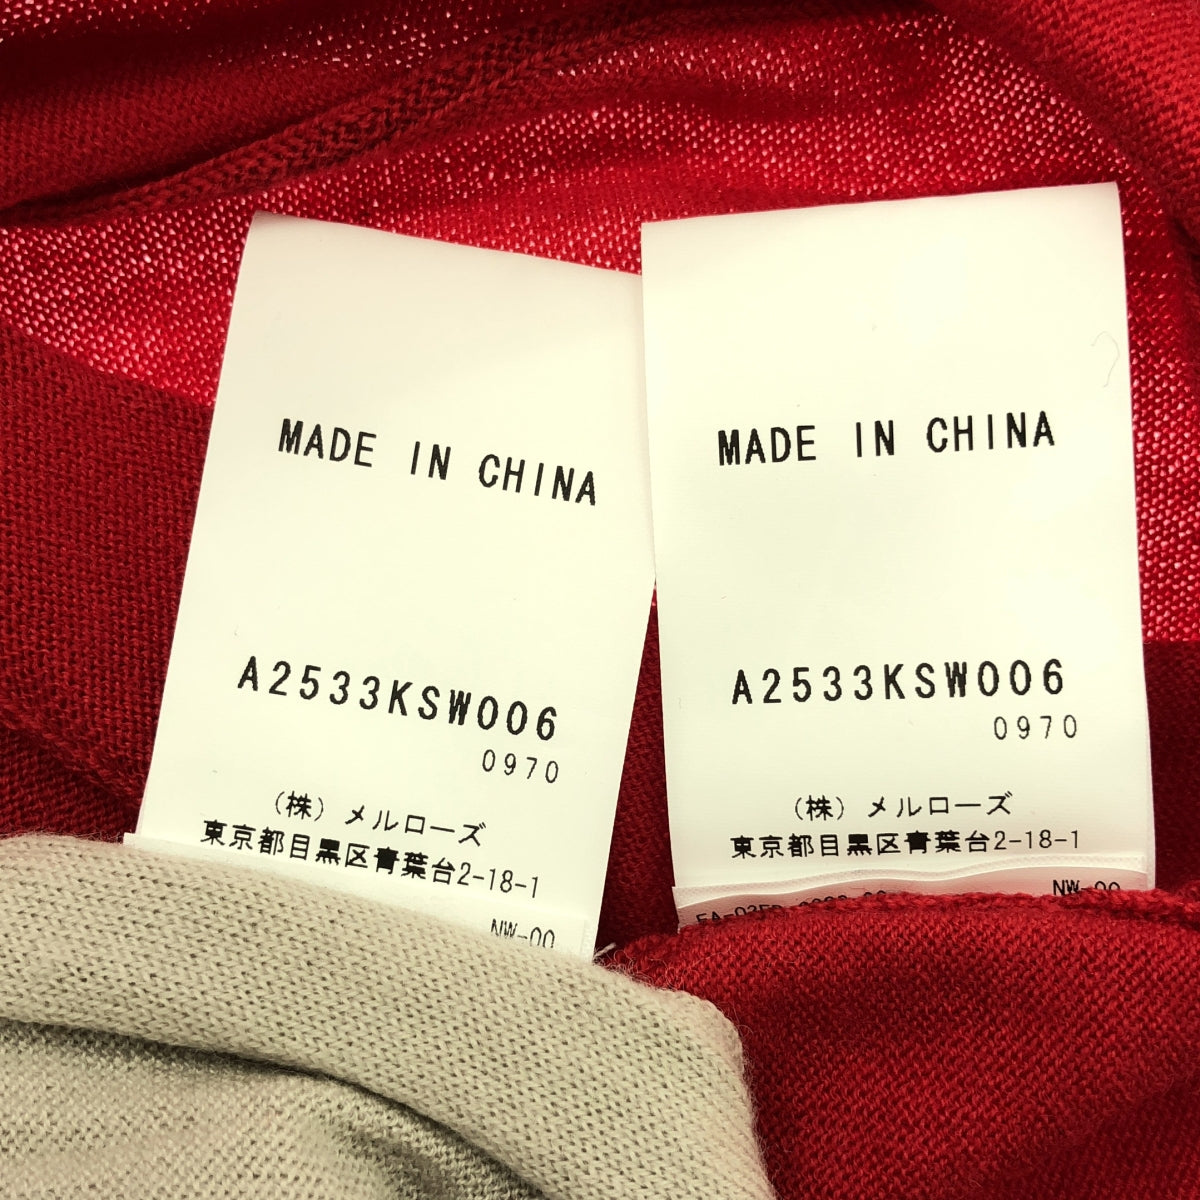 MADE IN CHINA
A2533KSW006
0970
(株) メルローズ
東京都目黒区青葉台2-18-1
NW-00
MADE IN CHINA
A2533KSW006
0970
(株) メルローズ
東京都目黒区青葉台2-18-1
NW-00